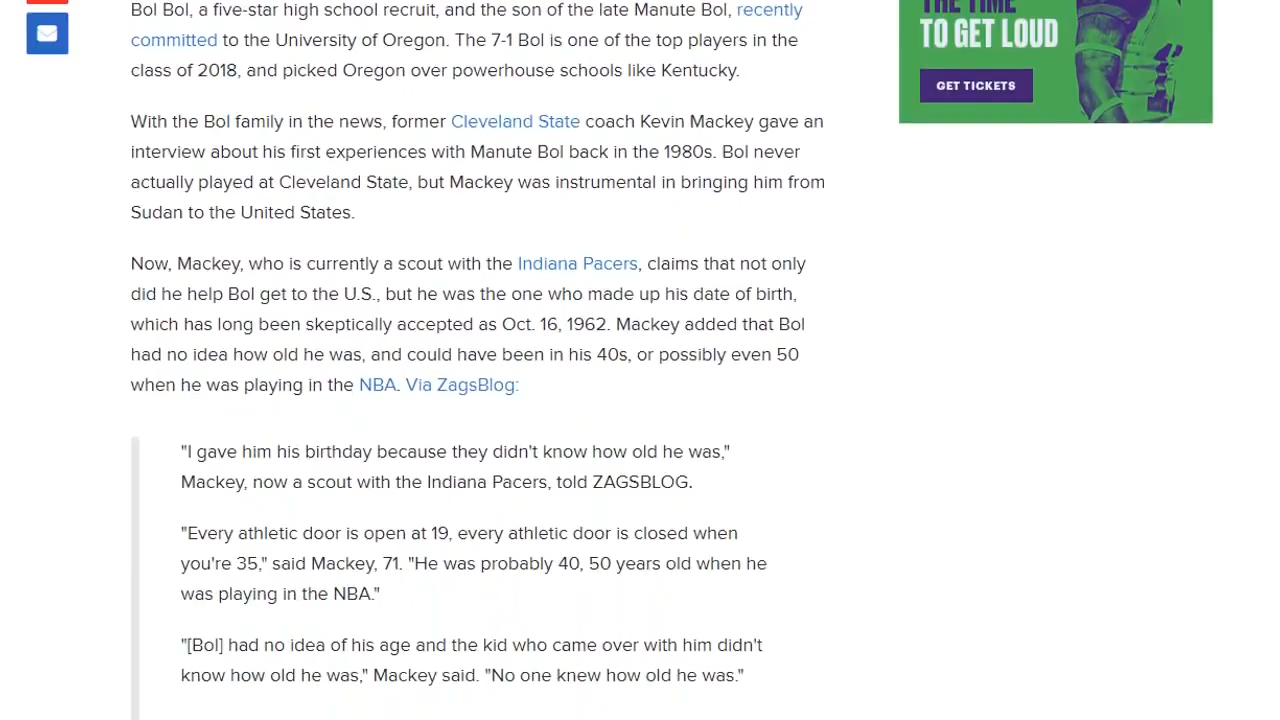 Bol Bol, a five-star high school recruit, and the son of the late Manute Bol, recently
committed to the University of Oregon. The 7-1 Bol is one of the top players in the
class of 2018, and picked Oregon over powerhouse schools like Kentucky.
With the Bol family in the news, former Cleveland State coach Kevin Mackey gave an
interview about his first experiences with Manute Bol back in the 1980s. Bol never
actually played at Cleveland State, but Mackey was instrumental in bringing him from
Sudan to the United States.
Now, Mackey, who is currently a scout with the Indiana Pacers, claims that not only
did he help Bol get to the U.S., but he was the one who made up his date of birth,
which has long been skeptically accepted as Oct. 16, 1962. Mackey added that Bol
had no idea how old he was, and could have been in his 40s, or possibly even 50
when he was playing in the NBA. Via ZagsBlog:
"I gave him his birthday because they didn't know how old he was,"
Mackey, now a scout with the Indiana Pacers, told ZAGSBLOG.
"Every athletic door is open at 19, every athletic door is closed when
you're 35," said Mackey, 71. "He was probably 40, 50 years old when he
was playing in the NBA."
"[Bol] had no idea of his age and the kid who came over with him didn't
know how old he was," Mackey said. "No one knew how old he was."
THE TIME
TO GET LOUD
GET TICKETS